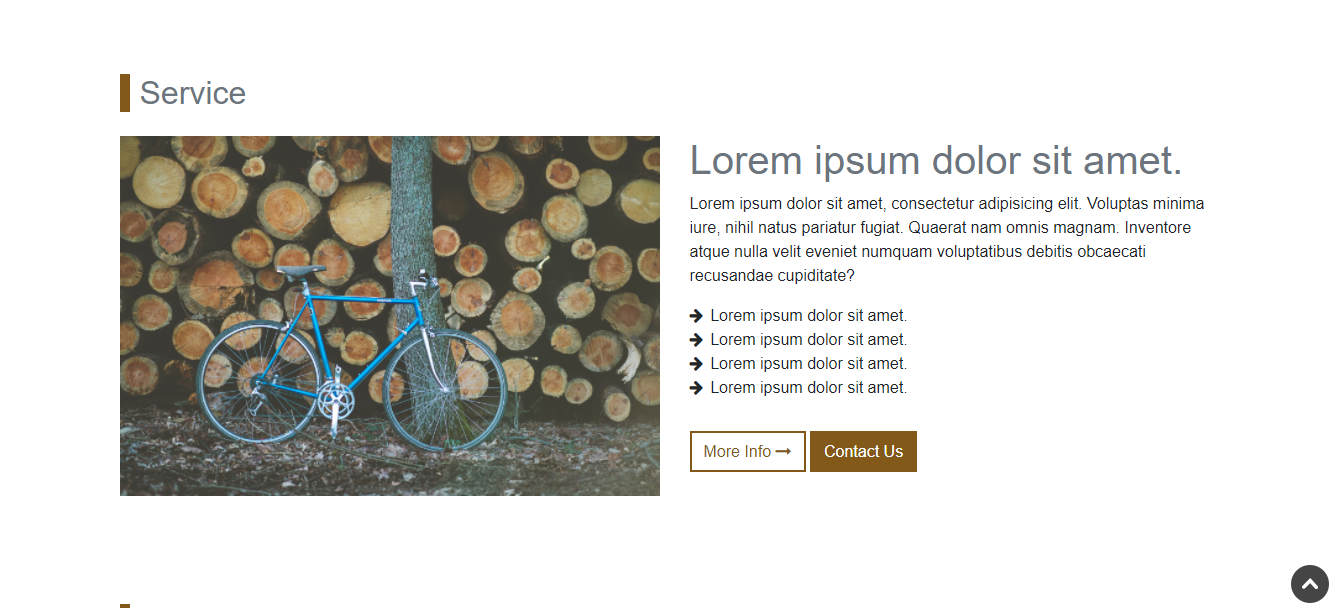 Service
Lorem ipsum dolor sit amet.
Lorem ipsum dolor sit amet, consectetur adipisicing elit. Voluptas minima
iure, nihil natus pariatur fugiat. Quaerat nam omnis magnam. Inventore
atque nulla velit eveniet numquam voluptatibus debitis obcaecati
recusandae cupiditate?
Lorem ipsum dolor sit amet.
Lorem ipsum dolor sit amet.
Lorem ipsum dolor sit amet.
Lorem ipsum dolor sit amet.
More Info
Contact Us